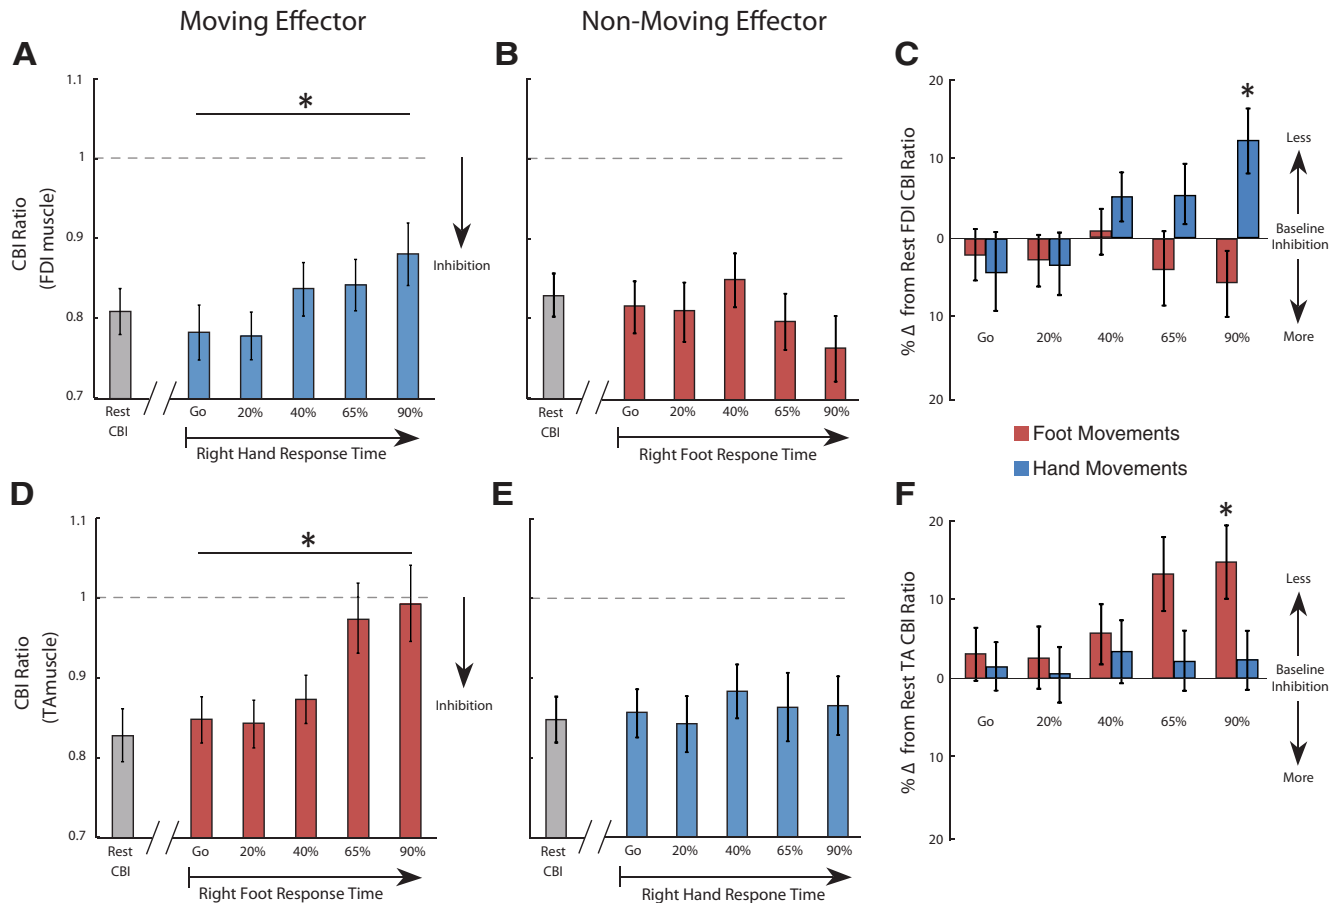 Moving Effector
Non-Moving Effector
A
B
C
1.1
1
0.9
0.8
0.7
CBI Ratio
(FDI muscle)
*
Inhibition
Rest
CBI
Go
20%
40%
65%
90%
Right Hand Response Time
Rest
CBI
Go
20%
40%
65%
90%
Right Foot Respone Time
20
10
0
10
20
% Δ from Rest FDI CBI Ratio
*
Go
20%
40%
65%
90%
Less
Baseline
Inhibition
More
Foot Movements
Hand Movements
D
E
F
1.1
1
0.9
0.8
0.7
CBI Ratio
(TAmuscle)
*
Inhibition
Rest
CBI
Go
20%
40%
65%
90%
Right Foot Response Time
Rest
CBI
Go
20%
40%
65%
90%
Right Hand Response Time
20
10
0
10
20
% Δ from Rest TA CBI Ratio
*
Go
20%
40%
65%
90%
Less
Baseline
Inhibition
More